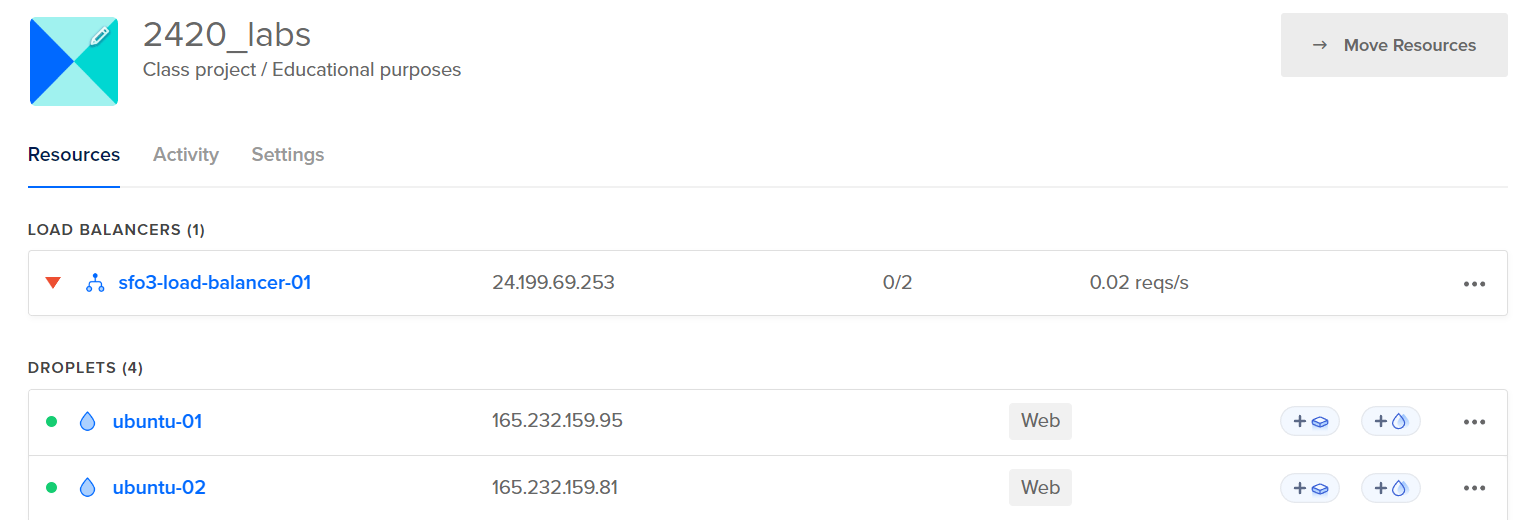 2420_labs
Class project / Educational purposes
→ Move Resources
Resources Activity Settings
LOAD BALANCERS (1)
sfo3-load-balancer-01 24.199.69.253 0/2 0.02 reqs/s
DROPLETS (4)
ubuntu-01 165.232.159.95 Web
ubuntu-02 165.232.159.81 Web